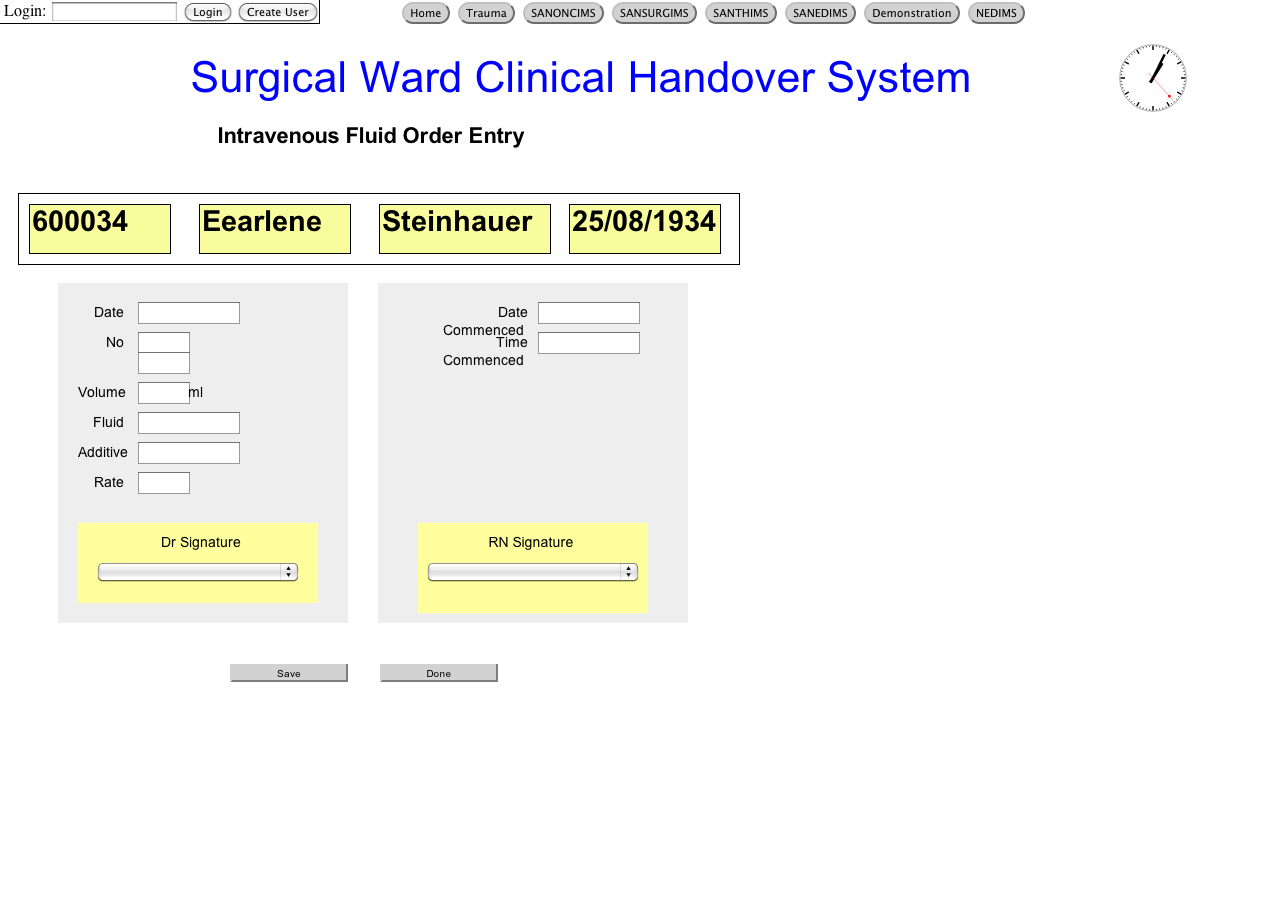 Login: Login Create User Home Trauma SANONCIMS SANSURGIMS SANTHIMS SANEDIMS Demonstration NEDIMS
Surgical Ward Clinical Handover System
Intravenous Fluid Order Entry
600034 Eearlene Steinhauer 25/08/1934
Date
No
Volume ml
Fluid
Additive
Rate
Dr Signature
Date
Commenced
Time
Commenced
RN Signature
Save Done